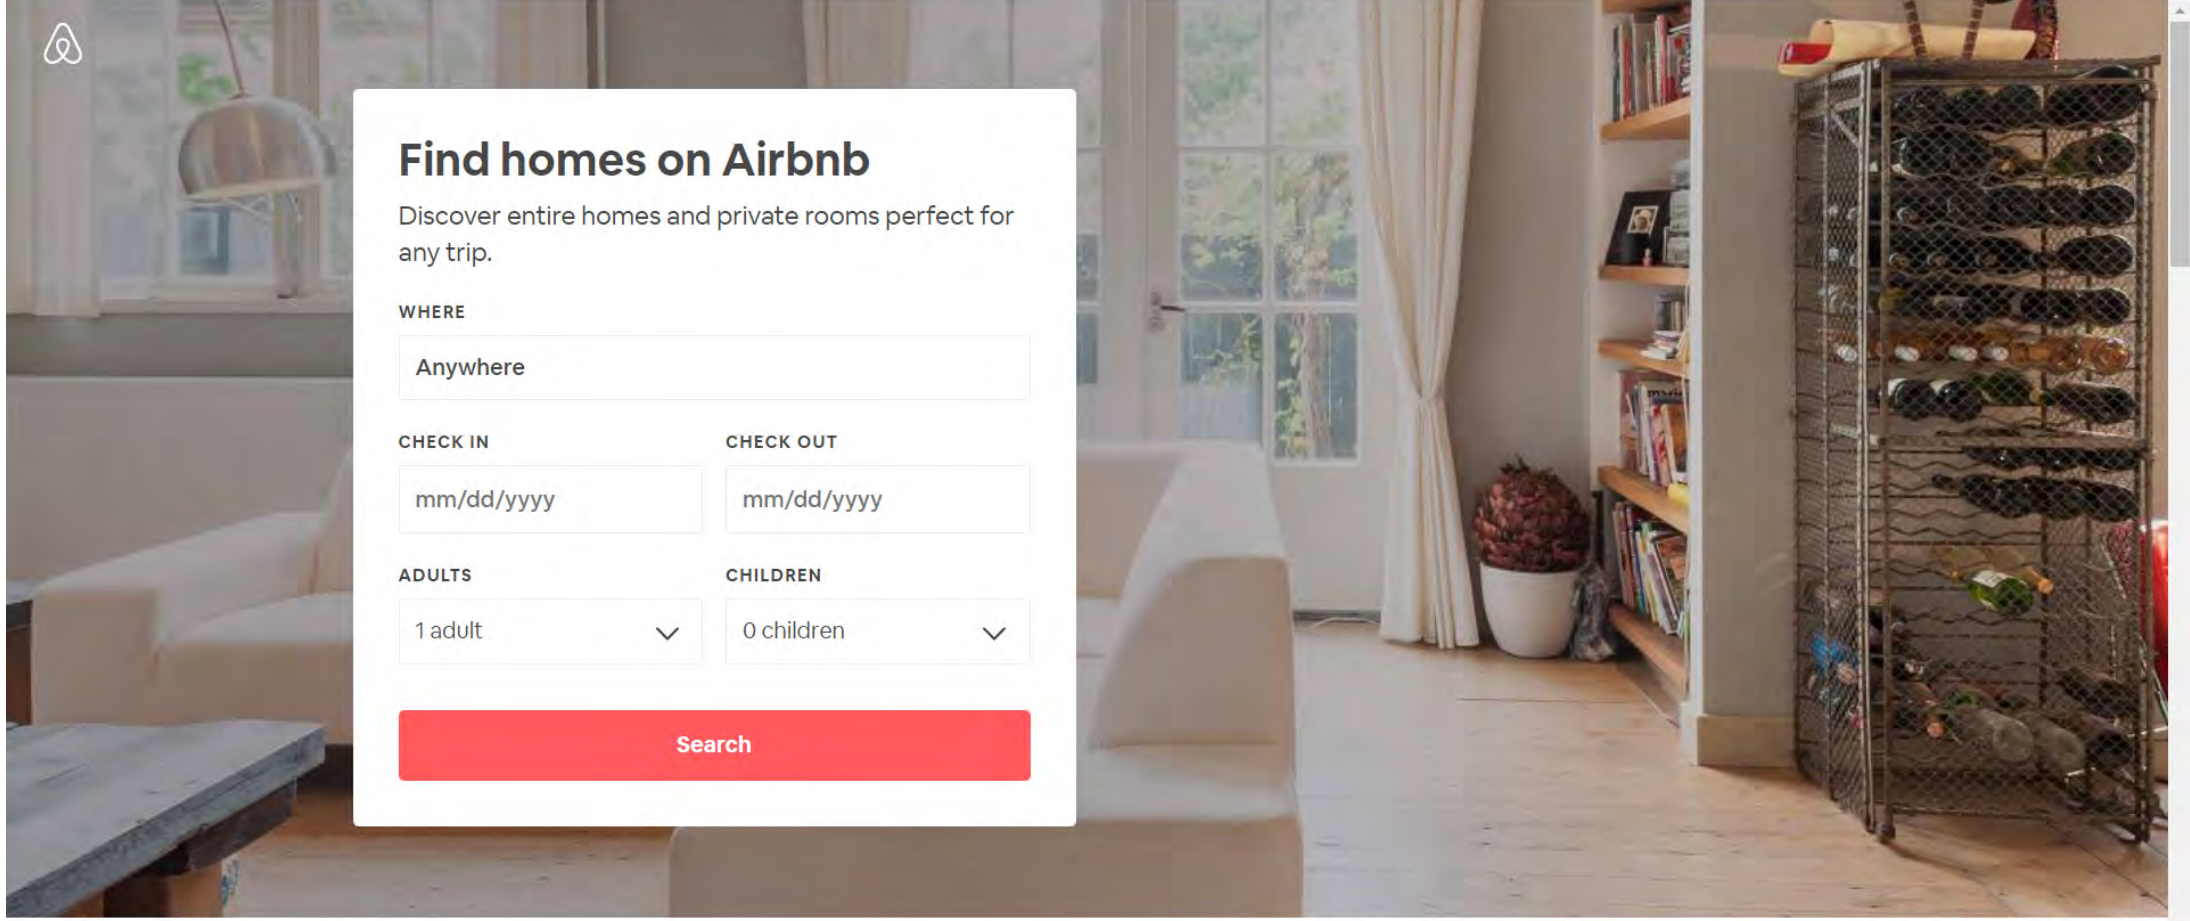 Find homes on Airbnb
Discover entire homes and private rooms perfect for
any trip.
WHERE
Anywhere
CHECK IN
CHECK OUT
mm/dd/yyyy
mm/dd/yyyy
ADULTS
CHILDREN
1 adult
0 children
Search